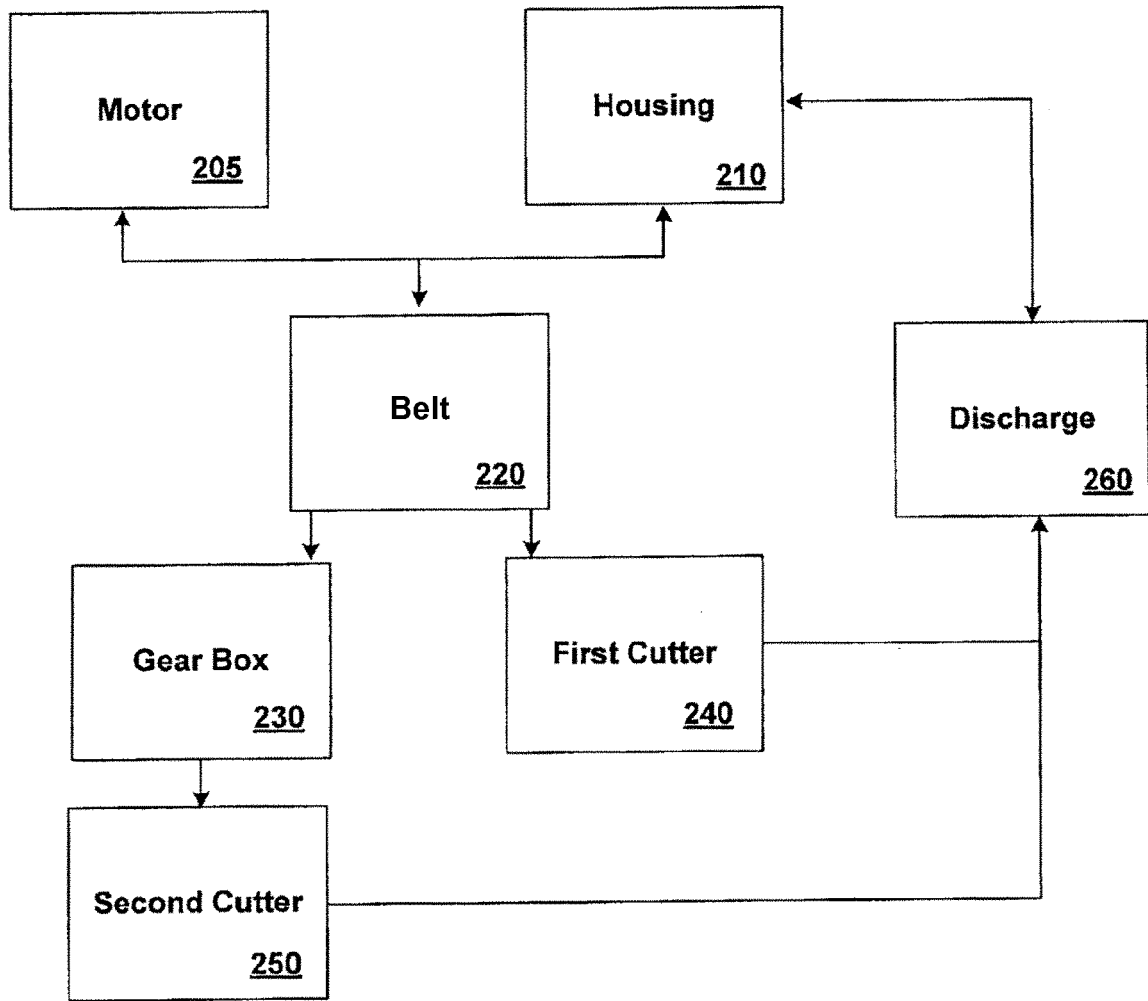 Motor
205
Housing
210
Belt
220
Discharge
260
Gear Box
230
First Cutter
240
Second Cutter
250